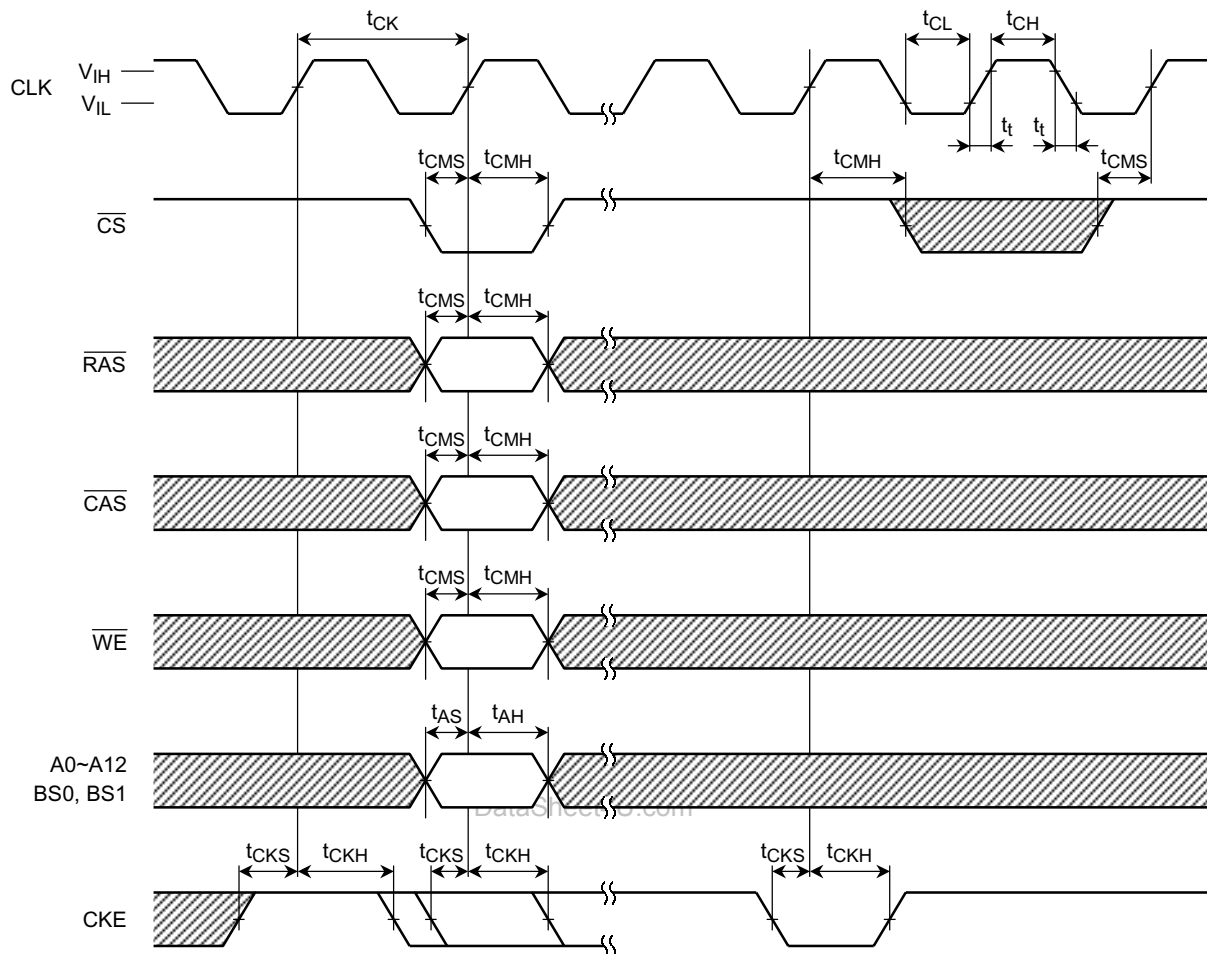 tCK
tCL
tCH
CLK
VIH
VIL
tt
tt
tCMS
tCMH
tCMH
tCMS
CS
tCMS
tCMH
RAS
tCMS
tCMH
CAS
tCMS
tCMH
WE
tAS
tAH
A0~A12
BS0, BS1
tCKS
tCKH
tCKS
tCKH
tCKS
tCKH
CKE